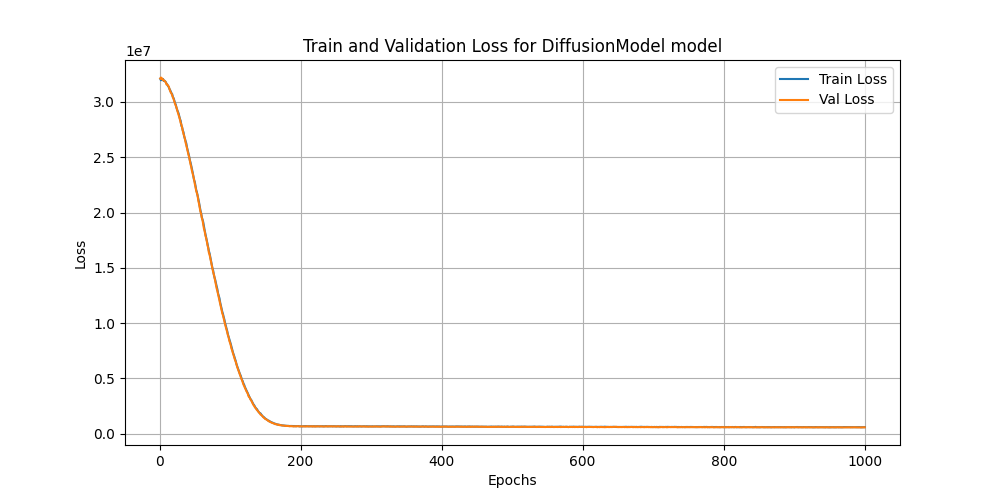 Train and Validation Loss for DiffusionModel model
1e7
Train Loss
Val Loss
3.0
2.5
2.0
1.5
1.0
0.5
0.0
Loss
0 200 400 600 800 1000
Epochs